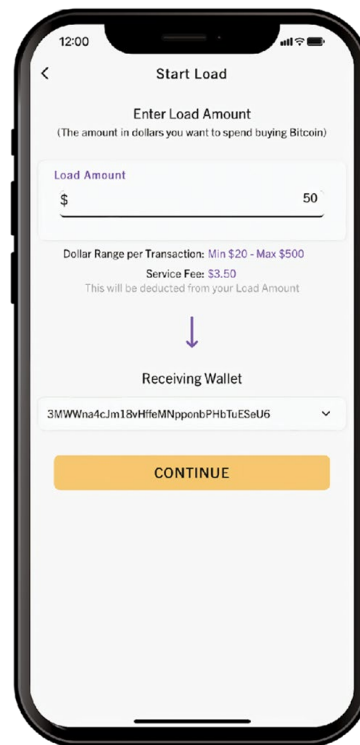 12:00
Start Load
Enter Load Amount
(The amount in dollars you want to spend buying Bitcoin)
Load Amount
$ 50
Dollar Range per Transaction: Min $20 - Max $500
Service Fee: $3.50
This will be deducted from your Load Amount
Receiving Wallet
3MWWna4cJm18vHffeMNpponbPHbTuESeU6
CONTINUE